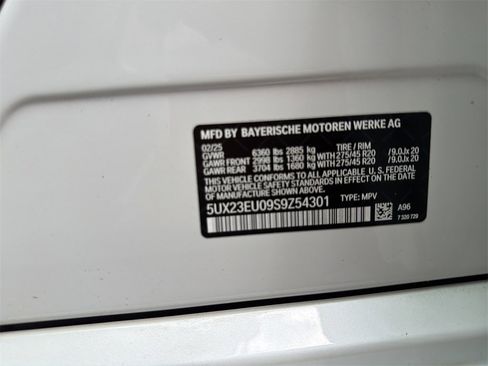 MFD BY BAYERISCHE MOTOREN WERKE AG
02/25 TIRE / RIM
GVWR 6360 lbs 2885 kg
GAWR FRONT 2998 lbs 1360 kg WITH 275/45 R20 / 9.0Jx 20
GAWR REAR 3704 lbs 1680 kg WITH 275/45 R20 / 9.0Jx 20
THIS VEHICLE CONFORMS TO ALL APPLICABLE U.S. FEDERAL
MOTOR VEHICLE SAFETY STANDARDS IN
EFFECT ON THE DATE OF MANUFACTURE SHOWN ABOVE.
5UX23EU09S9Z54301 TYPE: MPV
A96
7 320 729